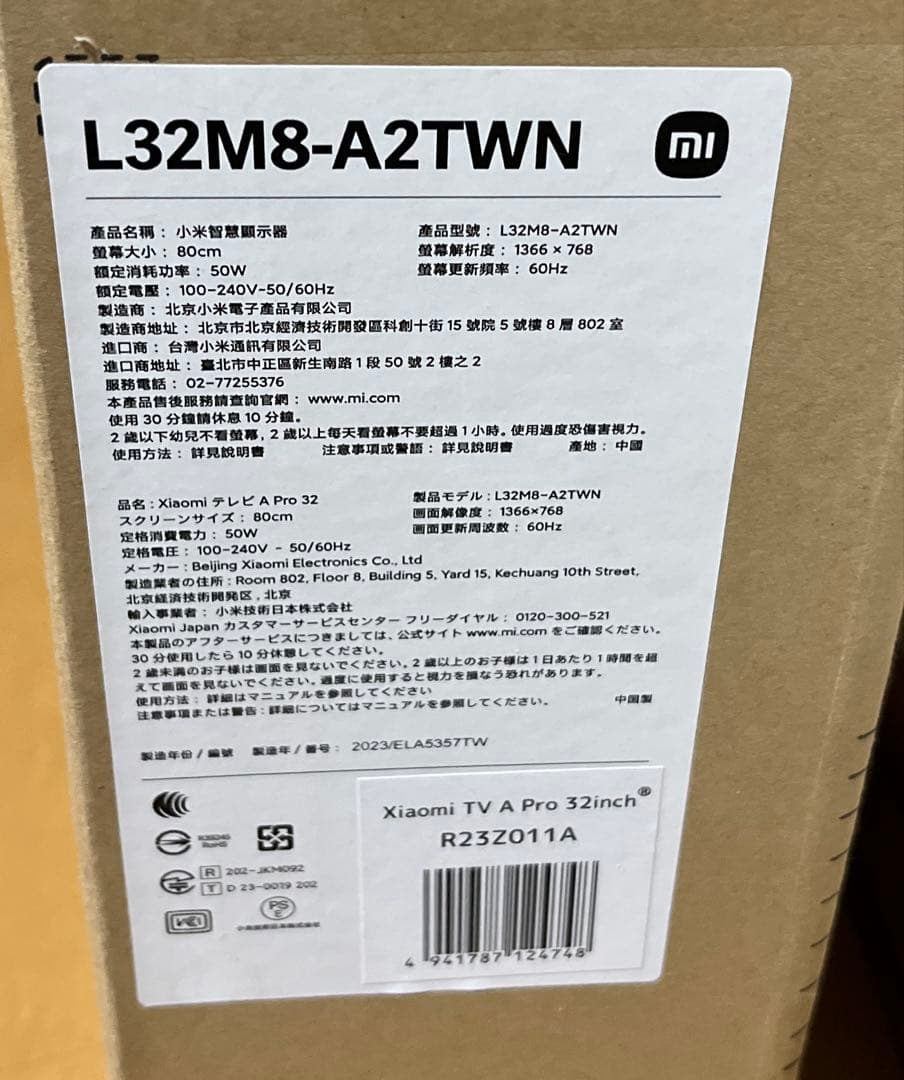 L32M8-A2TWN
mi
產品名稱：小米智慧顯示器
產品型號：L32M8-A2TWN
螢幕大小：80cm
螢幕解析度：1366 × 768
額定消耗功率：50W
螢幕更新頻率：60Hz
額定電壓：100-240V~50/60Hz
製造商：北京小米電子產品有限公司
製造商地址：北京市北京經濟技術開發區科創十街 15 號院 5 號樓 8 層 802 室
進口商：台灣小米通訊有限公司
進口商地址：臺北市中正區新生南路 1 段 50 號 2 樓之 2
服務電話：02-77255376
本產品售後服務請查詢官網：www.mi.com
使用 30 分鐘請休息 10 分鐘。
2 歲以下幼兒不看螢幕，2 歲以上每天看螢幕不要超過 1 小時。使用過度恐傷害視力。
使用方法：詳見說明書 注意事項或警語：詳見說明書 產地：中國
品名：Xiaomi テレビ A Pro 32
製品モデル：L32M8-A2TWN
スクリーンサイズ：80cm
画面解像度：1366×768
定格消費電力：50W
画面更新周波数：60Hz
定格電圧：100-240V ~ 50/60Hz
メーカー：Beijing Xiaomi Electronics Co., Ltd
製造業者の住所：Room 802, Floor 8, Building 5, Yard 15, Kechuang 10th Street,
北京経済技術開発区，北京
輸入事業者：小米技術日本株式会社
Xiaomi Japan カスタマーサービスセンター フリーダイヤル：0120-300-521
本製品のアフターサービスにつきましては、公式サイト www.mi.com をご確認ください。
30 分使用したら 10 分休憩してください。
2 歳未満のお子様は画面を見ないでください。2 歳以上のお子様は 1 日あたり 1 時間を超
えて画面を見ないでください。過度に使用すると視力を損なう恐れがあります。
使用方法：詳細はマニュアルを参照してください
注意事項または警告：詳細についてはマニュアルを参照してください。 中国製
製造年份 / 編號 製造年 / 番号：2023/ELA5357TW
RoHS
R 202-JKM092
T D 23-0019 202
VCCI
PS
E
Xiaomi TV A Pro 32inch®
R23Z011A
4 941787 124748